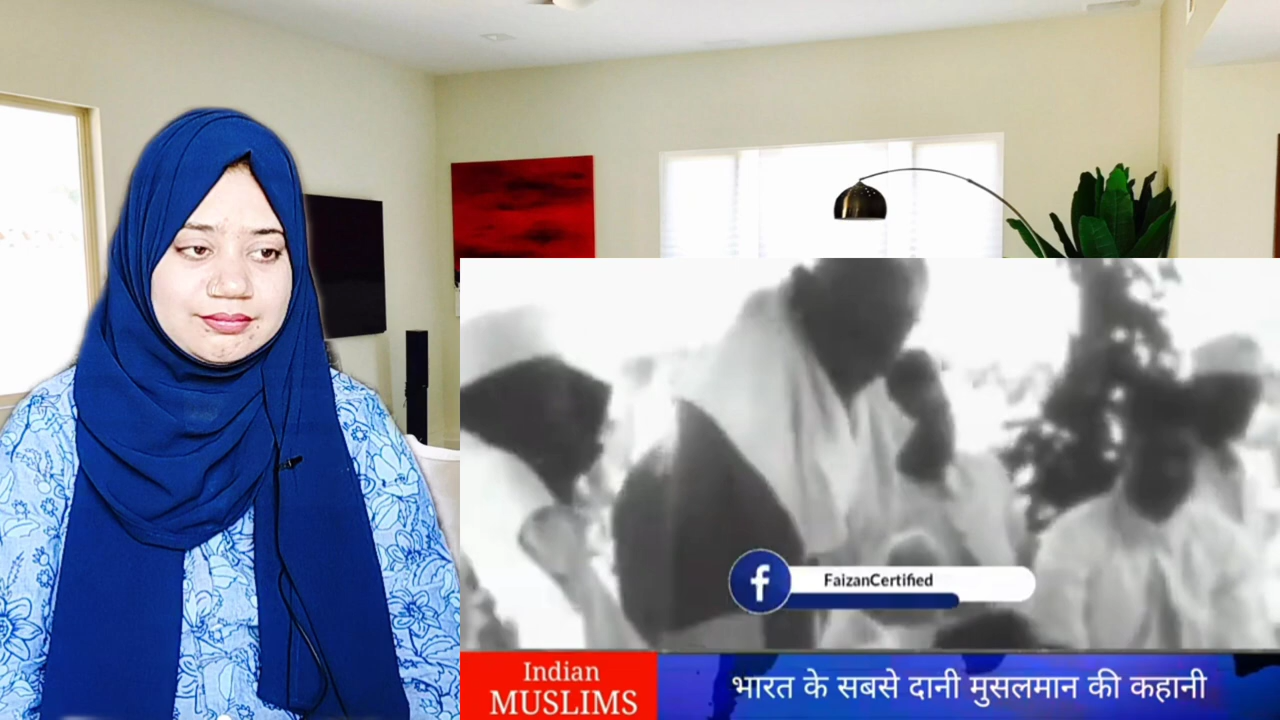 FaizanCertified
Indian
MUSLIMS
भारत के सबसे दानी मुसलमान की कहानी